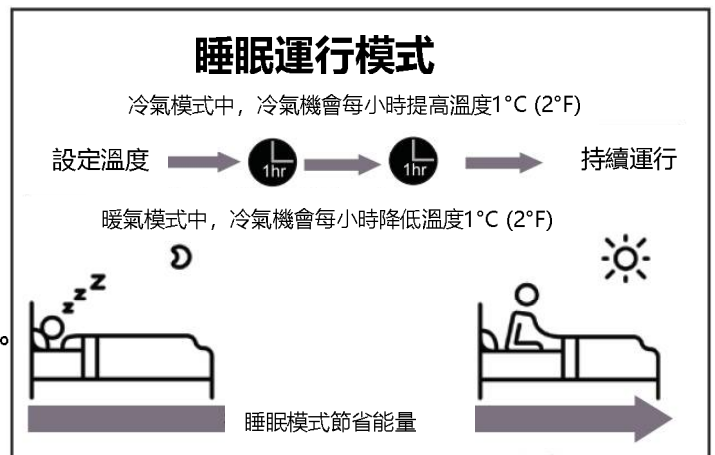 睡眠運行模式
冷氣模式中，冷氣機會每小時提高溫度1°C (2°F)
設定溫度 1hr 1hr 持續運行
暖氣模式中，冷氣機會每小時降低溫度1°C (2°F)
z z z
睡眠模式節省能量